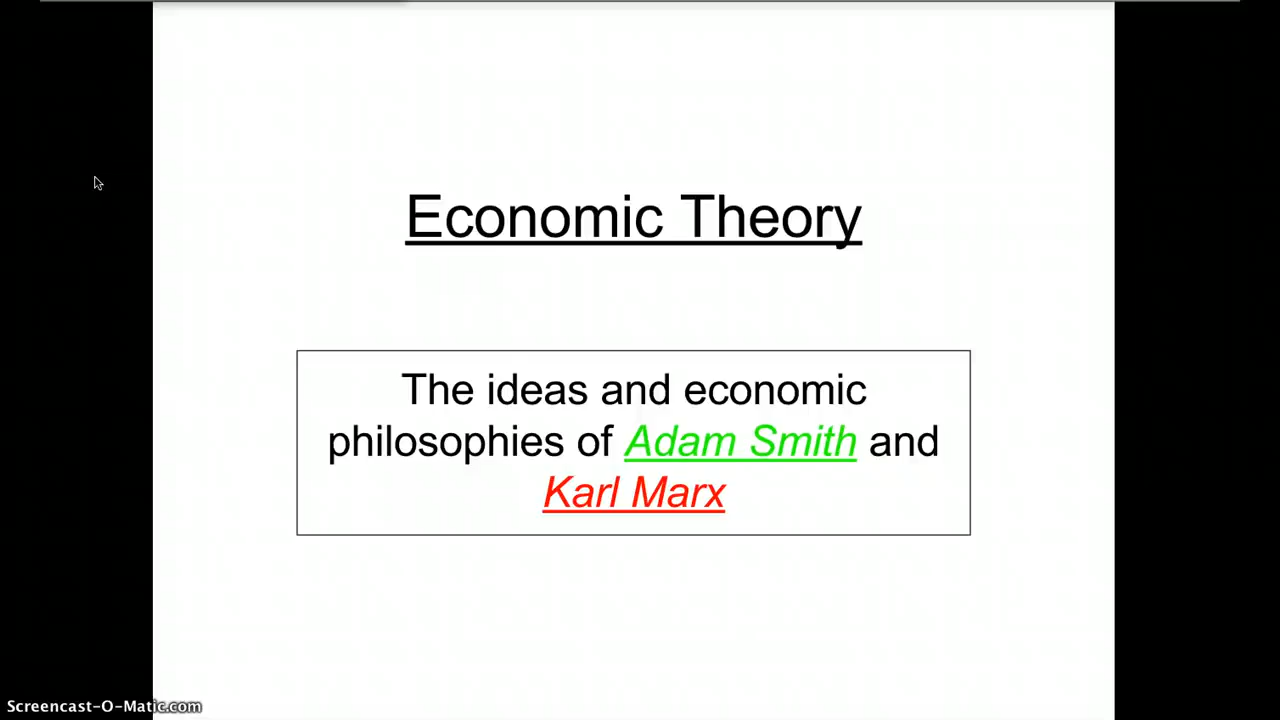 Economic Theory
The ideas and economic
philosophies of Adam Smith and
Karl Marx
Screencast-O-Matic.com